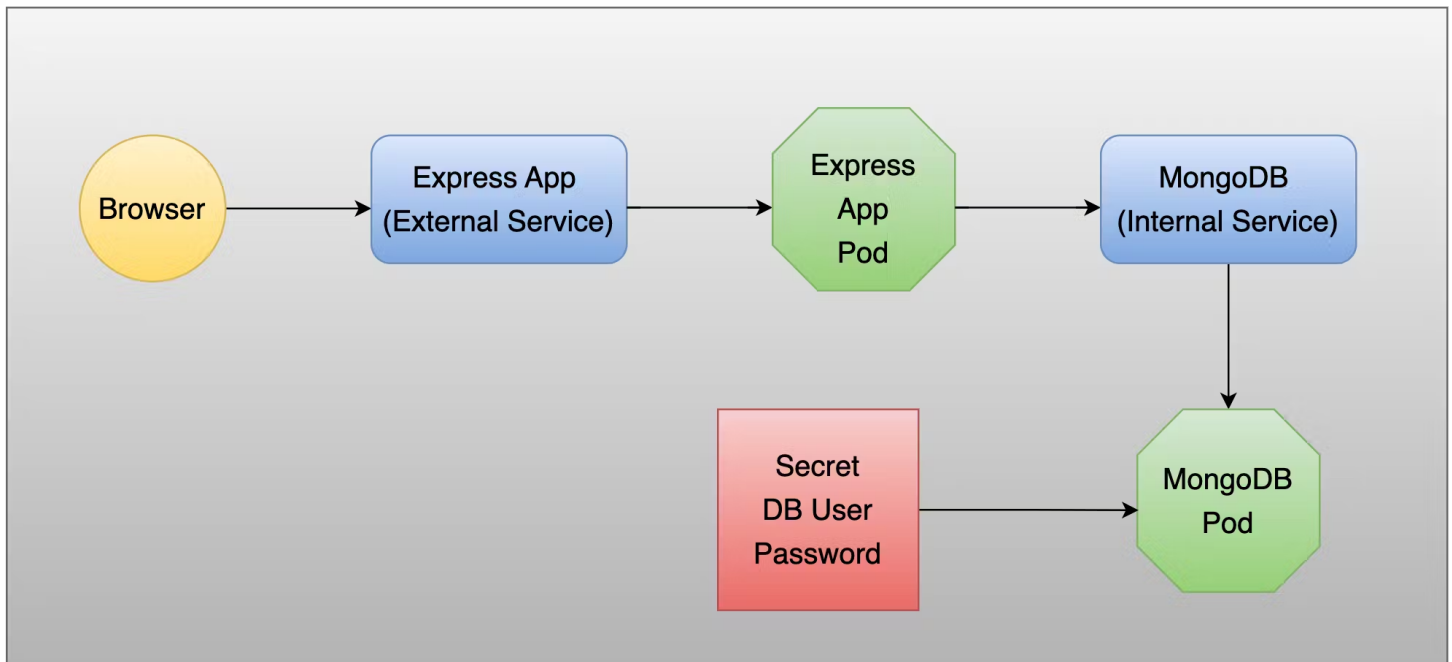 Browser
Express App
(External Service)
Express
App
Pod
MongoDB
(Internal Service)
Secret
DB User
Password
MongoDB
Pod